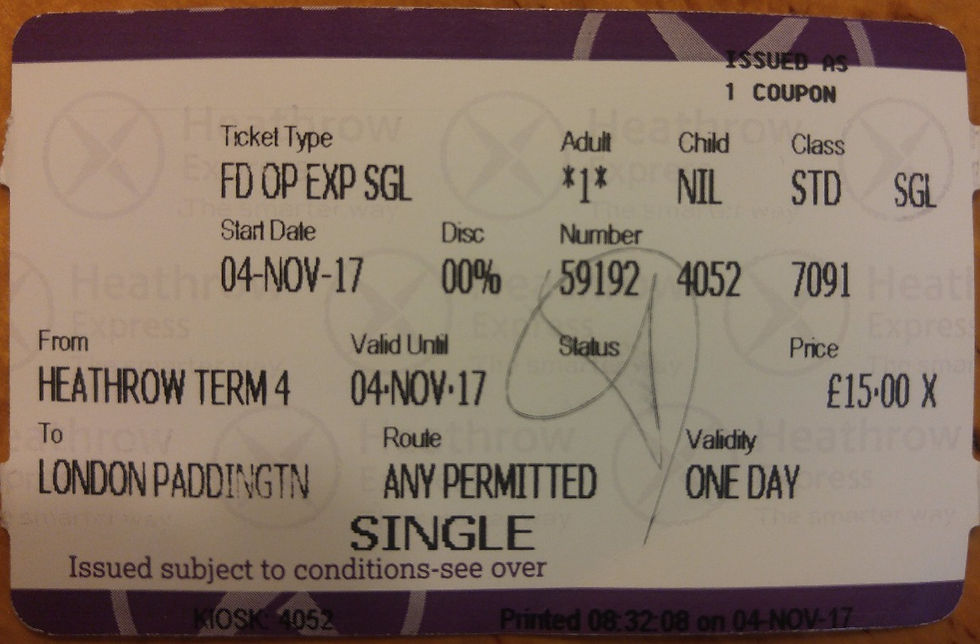 ISSUED AS
1 COUPON
Ticket Type Adult Child Class
FD OP EXP SGL *1* NIL STD SGL
Start Date Disc Number
04-NOV-17 00% 59192 4052 7091
From Valid Until Status Price
HEATHROW TERM 4 04·NOV·17 £15·00 X
To Route Validity
LONDON PADDINGTN ANY PERMITTED ONE DAY
SINGLE
Issued subject to conditions-see over
KIOSK: 4052 Printed 08:32:08 on 04-NOV-17